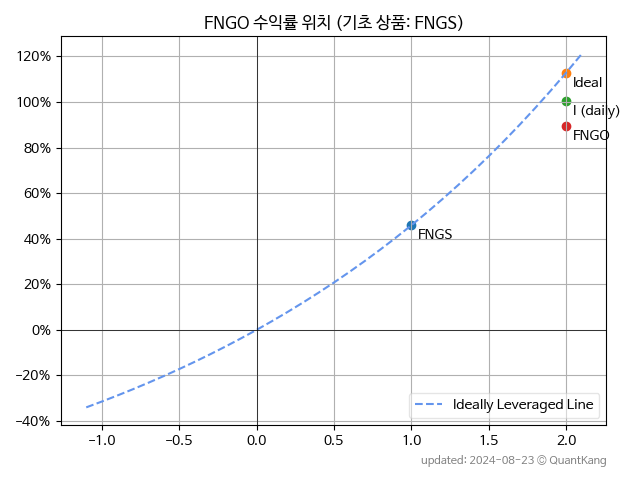 FNGO 수익률 위치 (기초 상품: FNGS)
120%
100%
80%
60%
40%
20%
0%
−20%
−40%
Ideal
I (daily)
FNGO
FNGS
Ideally Leveraged Line
−1.0 −0.5 0.0 0.5 1.0 1.5 2.0
updated: 2024-08-23 © QuantKang